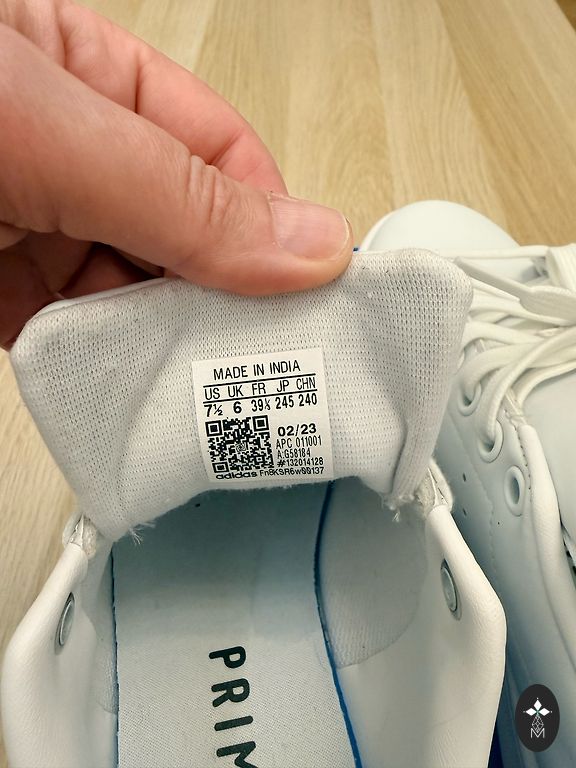 MADE IN INDIA
US UK FR JP CHN
7½ 6 39⅓ 245 240
02/23
APC 011001
A:G58184
#132014128
adidas Fn8KSR6w00137
PRIM
M